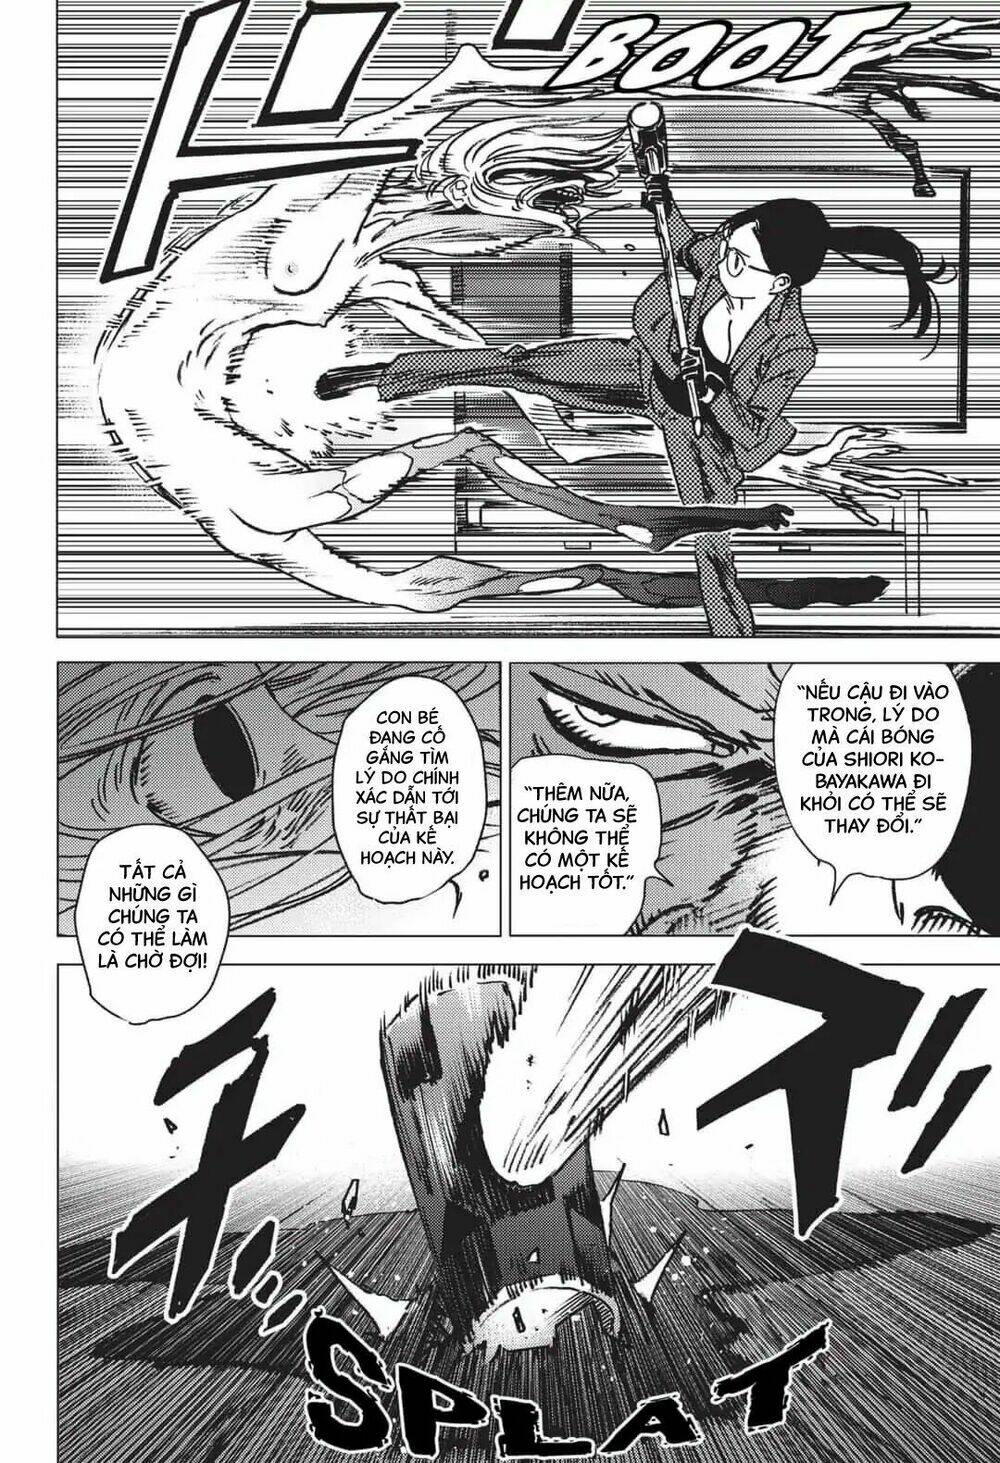 ドド
BOOT
"NẾU CẬU ĐI VÀO
TRONG, LÝ DO
MÀ CÁI BÓNG
CỦA SHIORI KO-
BAYAKAWA ĐI
KHỎI CÓ THỂ SẼ
THAY ĐỔI."
"THÊM NỮA,
CHÚNG TA SẼ
KHÔNG THỂ
CÓ MỘT KẾ
HOẠCH TỐT."
CON BÉ
ĐANG CỐ
GẮNG TÌM
LÝ DO CHÍNH
XÁC DẪN TỚI
SỰ THẤT BẠI
CỦA KẾ
HOẠCH NÀY.
TẤT CẢ
NHỮNG GÌ
CHÚNG TA
CÓ THỂ LÀM
LÀ CHỜ ĐỢI!
SPLAT